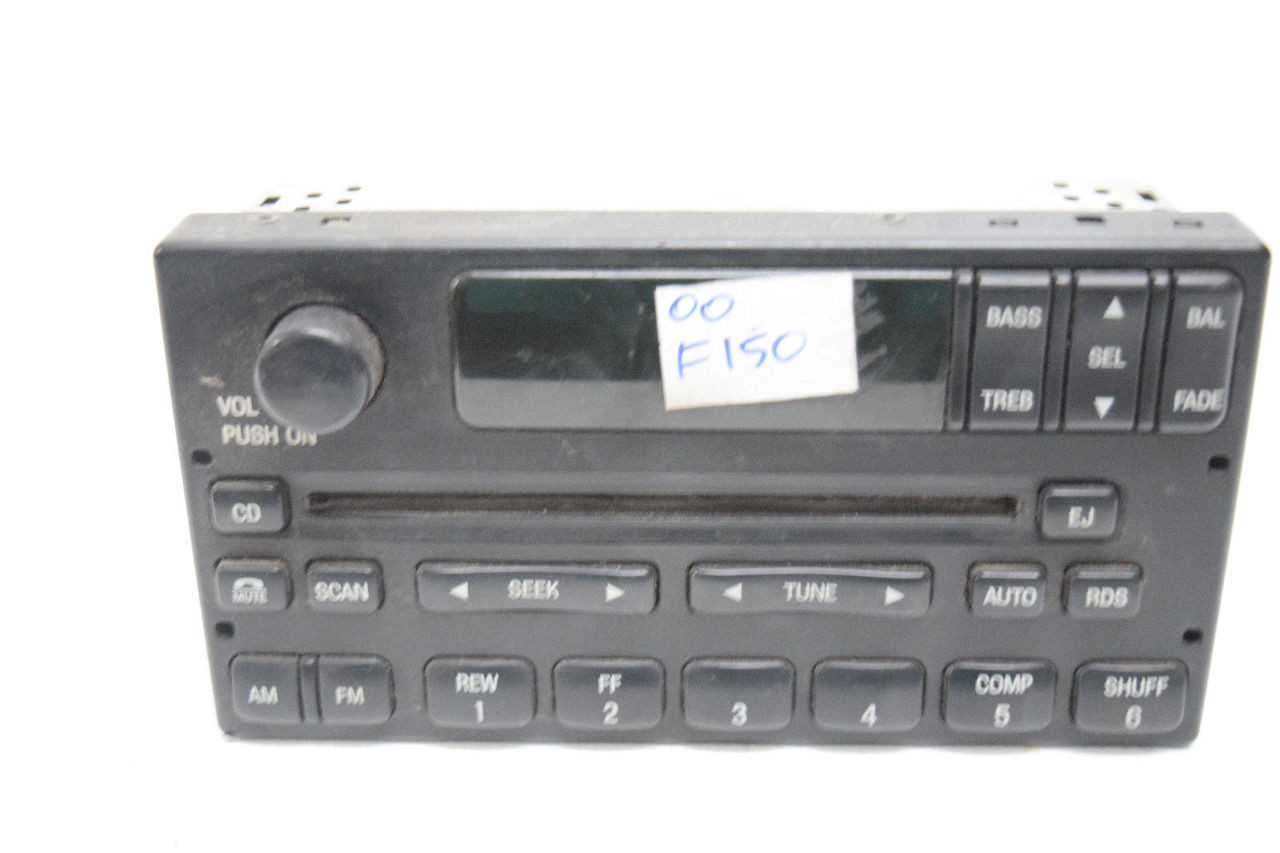 00
F150
BASS
TREB
SEL
BAL
FADE
VOL
PUSH ON
CD
EJ
MUTE
SCAN
SEEK
TUNE
AUTO
RDS
AM
FM
REW
1
FF
2
3
4
COMP
5
SHUFF
6